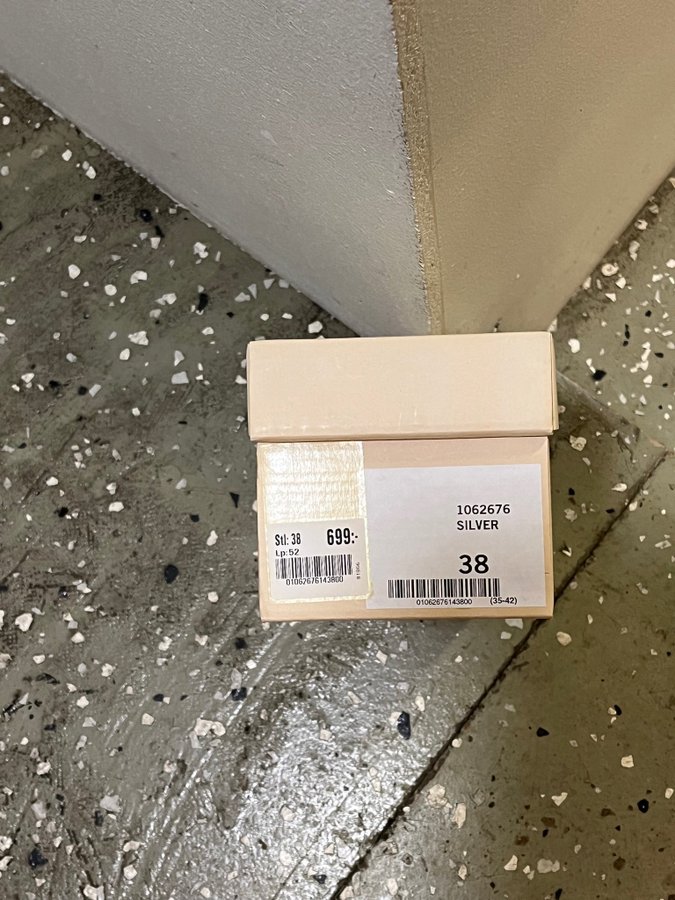 Stl: 38 699:-
Lp: 52
01062676143800
1062676
SILVER
38
01062676143800 (35-42)